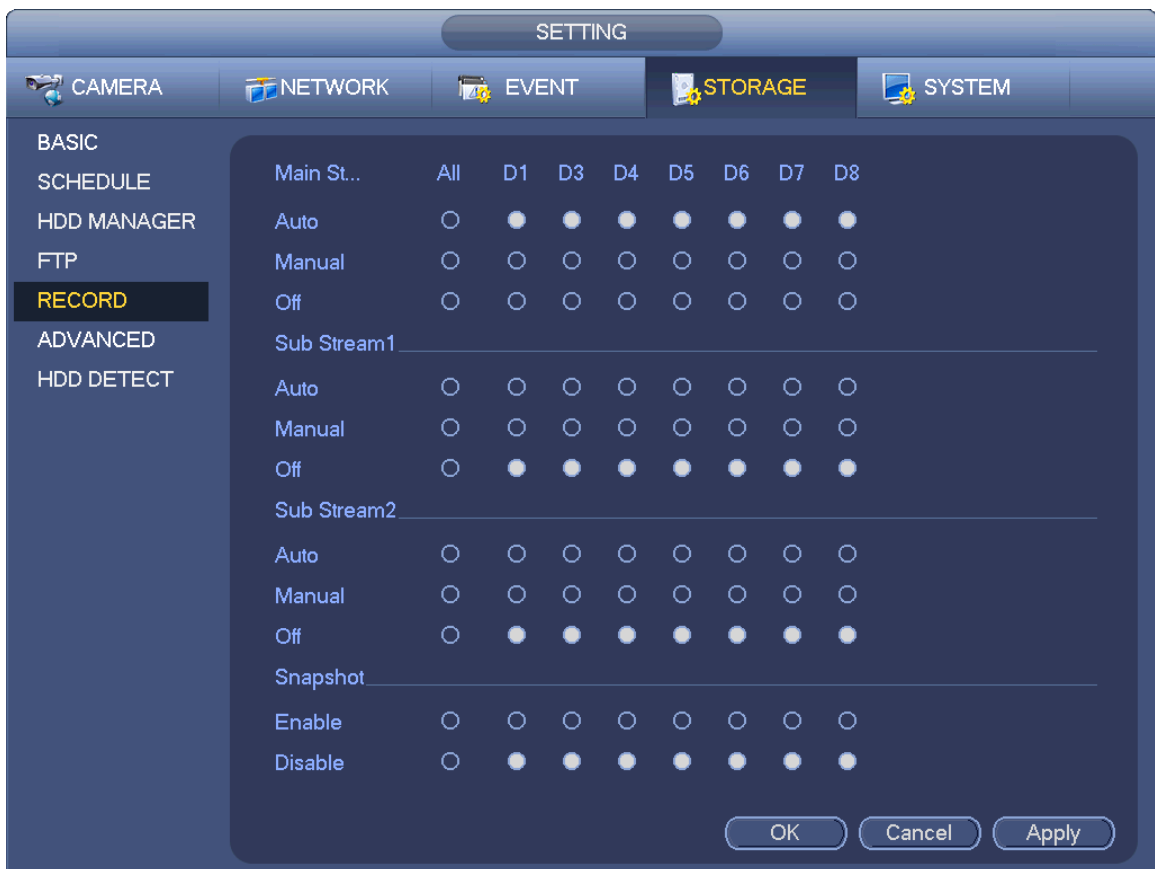 SETTING
CAMERA NETWORK EVENT STORAGE SYSTEM
BASIC
SCHEDULE
HDD MANAGER
FTP
RECORD
ADVANCED
HDD DETECT
Main St... All D1 D3 D4 D5 D6 D7 D8
Auto
Manual
Off
Sub Stream1
Auto
Manual
Off
Sub Stream2
Auto
Manual
Off
Snapshot
Enable
Disable
OK Cancel Apply